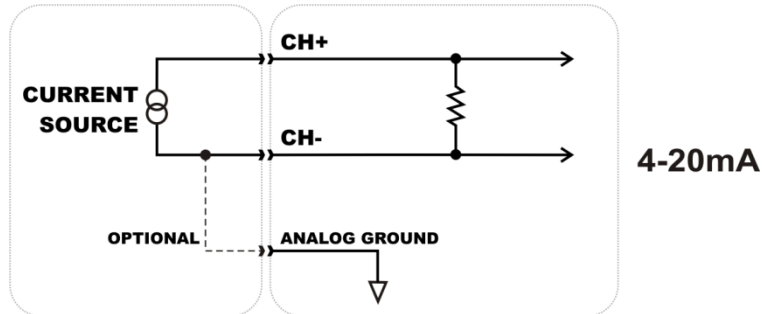 CH+
CURRENT
SOURCE
CH-
4-20mA
OPTIONAL
ANALOG GROUND